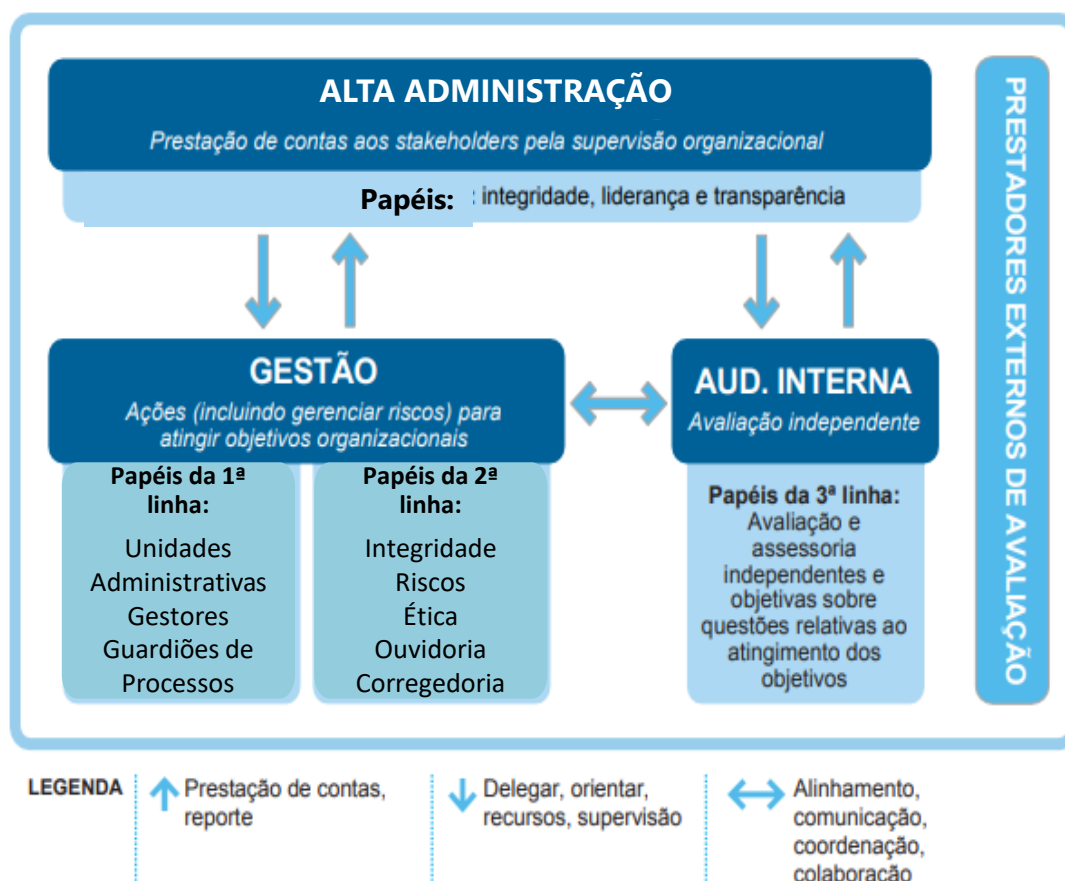 ALTA ADMINISTRAÇÃO
Prestação de contas aos stakeholders pela supervisão organizacional
Papéis: : integridade, liderança e transparência
GESTÃO
Ações (incluindo gerenciar riscos) para
atingir objetivos organizacionais
Papéis da 1ª
linha:
Unidades
Administrativas
Gestores
Guardiões de
Processos
Papéis da 2ª
linha:
Integridade
Riscos
Ética
Ouvidoria
Corregedoria
AUD. INTERNA
Avaliação independente
Papéis da 3ª linha:
Avaliação e
assessoria
independentes e
objetivas sobre
questões relativas ao
atingimento dos
objetivos
PRESTADORES EXTERNOS DE AVALIAÇÃO
LEGENDA
Prestação de contas,
reporte
Delegar, orientar,
recursos, supervisão
Alinhamento,
comunicação,
coordenação,
colaboração